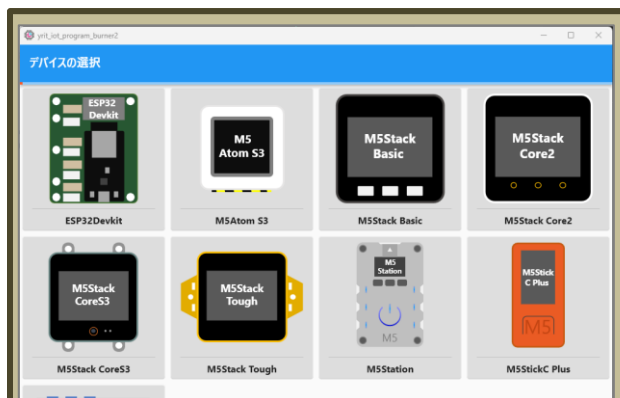 yrit_iot_program_burner2
デバイスの選択
ESP32
Devkit
ESP32Devkit
M5
Atom S3
M5Atom S3
M5Stack
Basic
M5Stack Basic
M5Stack
Core2
M5Stack Core2
M5Stack
CoreS3
M5Stack CoreS3
M5Stack
Tough
M5Stack Tough
M5
Station
M5
M5Station
M5Stick
C Plus
M5
M5StickC Plus